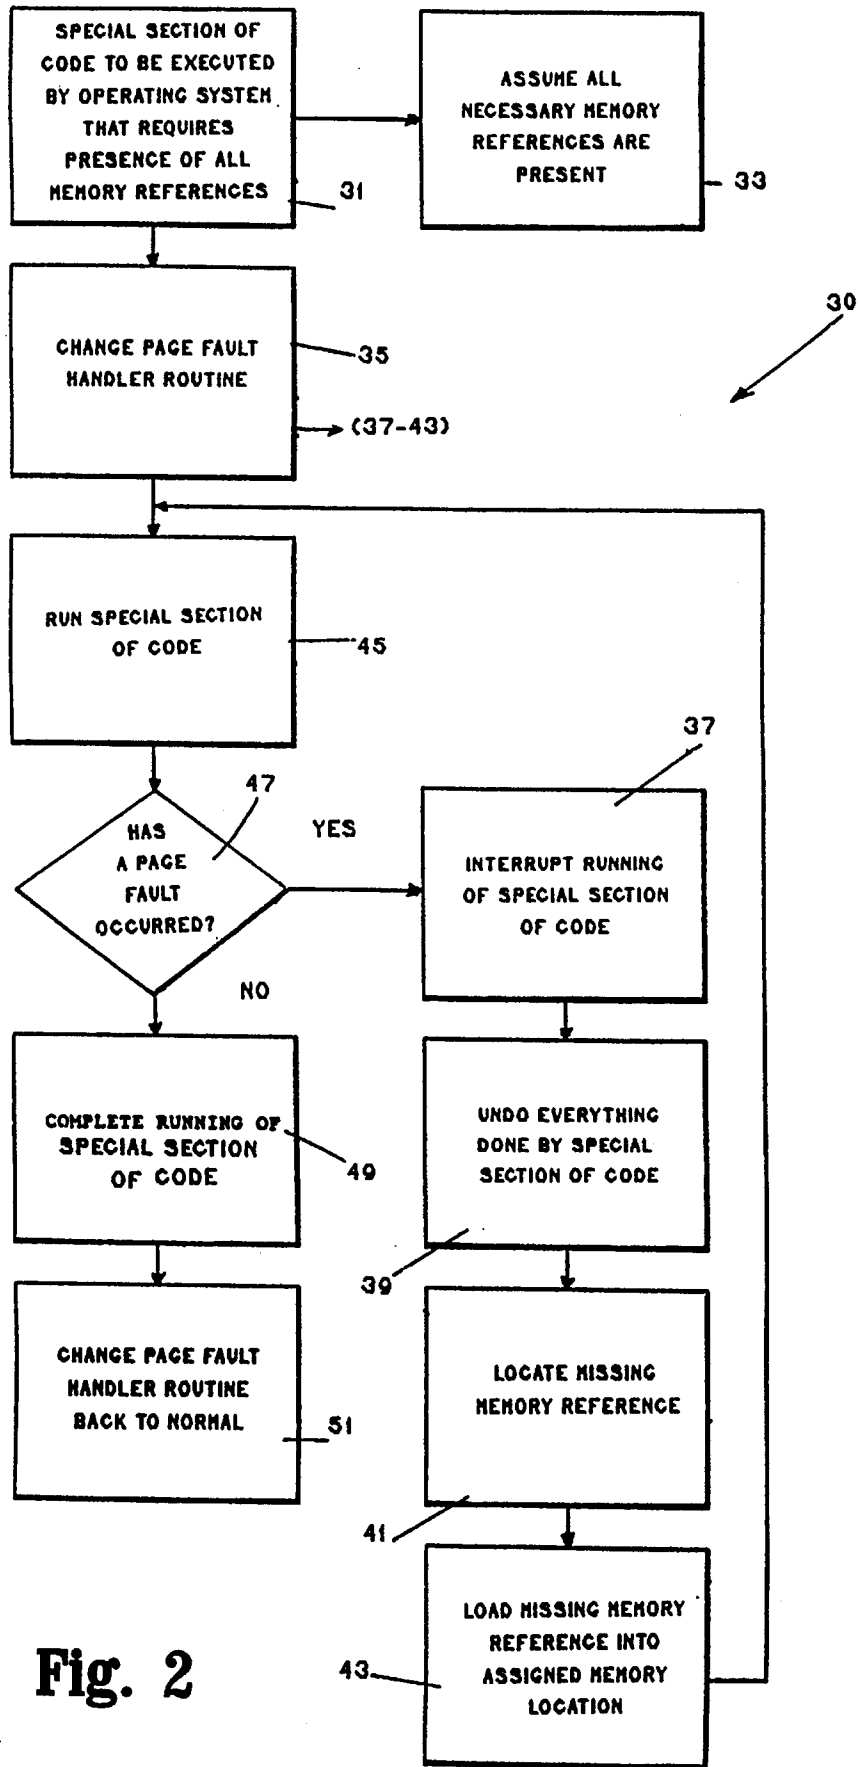 SPECIAL SECTION OF
CODE TO BE EXECUTED
BY OPERATING SYSTEM
THAT REQUIRES
PRESENCE OF ALL
MEMORY REFERENCES
31
ASSUME ALL
NECESSARY MEMORY
REFERENCES ARE
PRESENT
33
30
CHANGE PAGE FAULT
HANDLER ROUTINE
35
(37-43)
RUN SPECIAL SECTION
OF CODE
45
47
HAS
A PAGE
FAULT
OCCURRED?
YES
NO
37
INTERRUPT RUNNING
OF SPECIAL SECTION
OF CODE
COMPLETE RUNNING OF
SPECIAL SECTION
OF CODE
49
UNDO EVERYTHING
DONE BY SPECIAL
SECTION OF CODE
39
CHANGE PAGE FAULT
HANDLER ROUTINE
BACK TO NORMAL
51
LOCATE MISSING
MEMORY REFERENCE
41
LOAD MISSING MEMORY
REFERENCE INTO
ASSIGNED MEMORY
LOCATION
43
Fig. 2